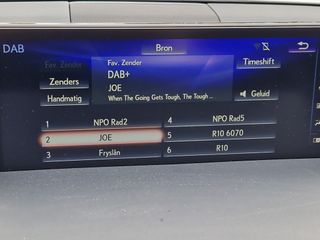 DAB
Bron
Fav. Zender
Fav. Zender
Timeshift
DAB+
Zenders
JOE
Handmatig
When The Going Gets Tough, The Tough ...
Geluid
1 NPO Rad2
4 NPO Rad5
2 JOE
5 R10 6070
3 Fryslân
6 R10